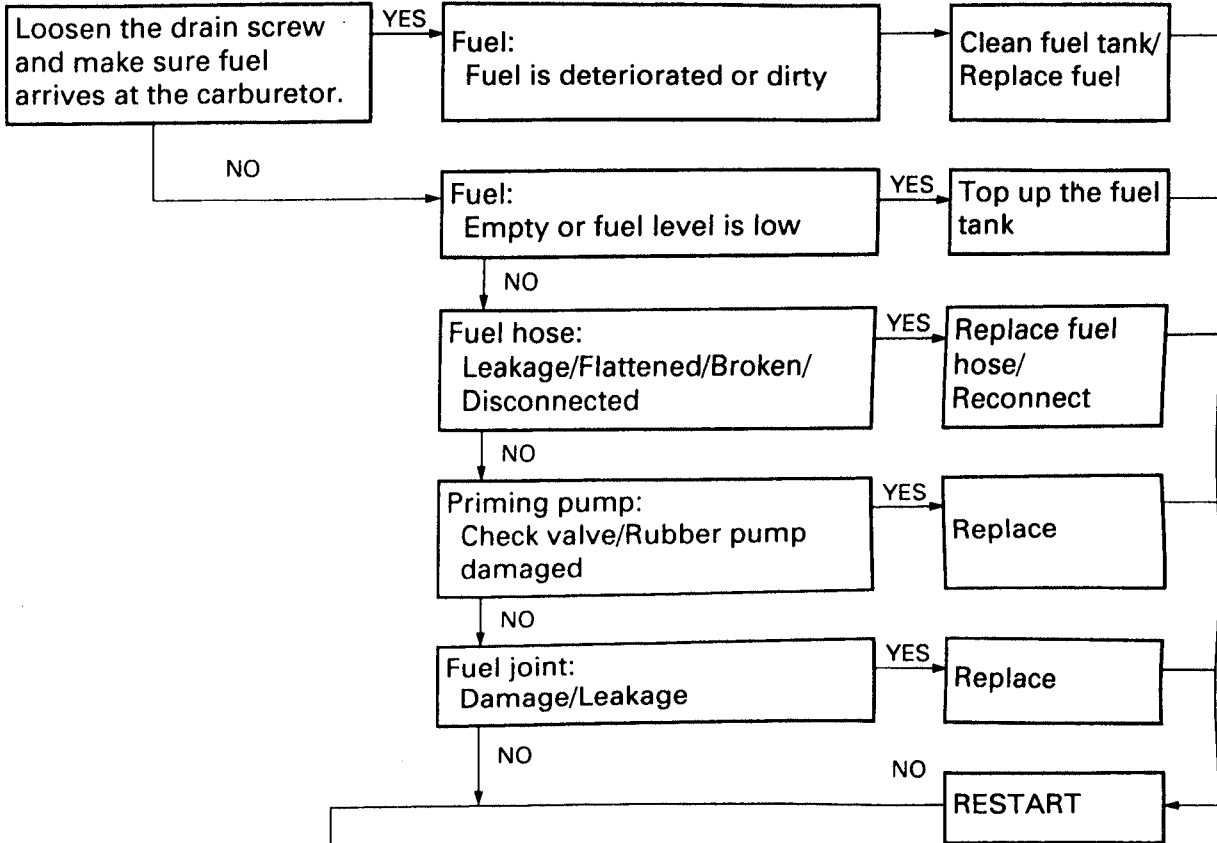 Loosen the drain screw
and make sure fuel
arrives at the carburetor.
YES
Fuel:
Fuel is deteriorated or dirty
Clean fuel tank/
Replace fuel
NO
Fuel:
Empty or fuel level is low
YES
Top up the fuel
tank
NO
Fuel hose:
Leakage/Flattened/Broken/
Disconnected
YES
Replace fuel
hose/
Reconnect
NO
Priming pump:
Check valve/Rubber pump
damaged
YES
Replace
NO
Fuel joint:
Damage/Leakage
YES
Replace
NO
NO
RESTART